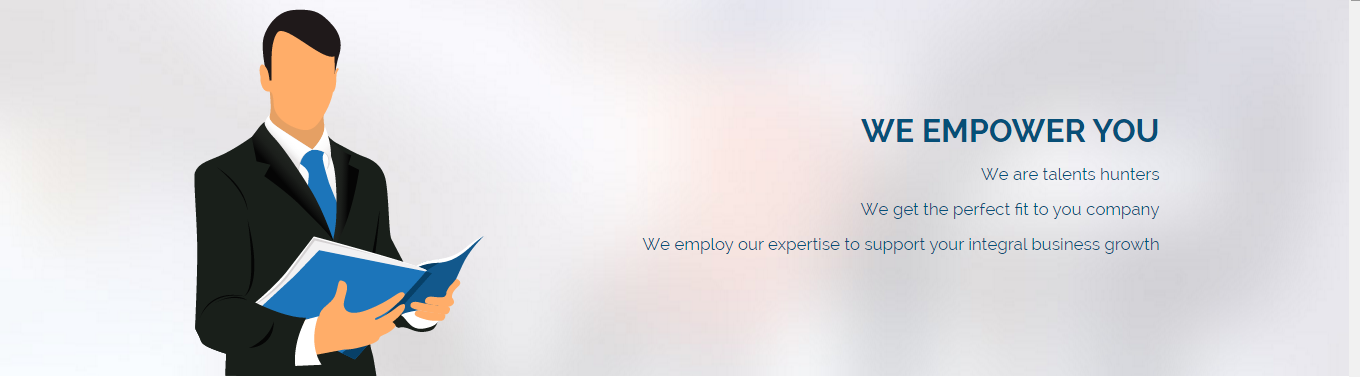 WE EMPOWER YOU
We are talents hunters
We get the perfect fit to you company
We employ our expertise to support your integral business growth